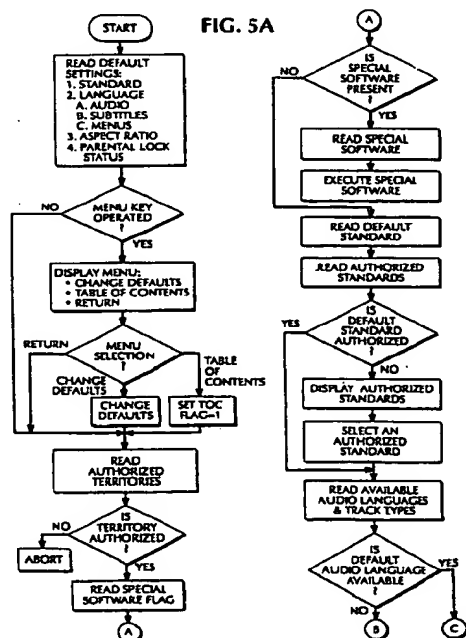 FIG. 5A
START
READ DEFAULT
SETTINGS:
1. STANDARD
2. LANGUAGE
A. AUDIO
B. SUBTITLES
C. MENUS
3. ASPECT RATIO
4. PARENTAL LOCK
STATUS
NO
MENU KEY
OPERATED
?
YES
DISPLAY MENU:
• CHANGE DEFAULTS
• TABLE OF CONTENTS
• RETURN
RETURN
MENU
SELECTION
?
TABLE
OF
CONTENTS
CHANGE
DEFAULTS
CHANGE
DEFAULTS
SET TOC
FLAG=1
READ
AUTHORIZED
TERRITORIES
NO
IS
TERRITORY
AUTHORIZED
?
ABORT
YES
READ SPECIAL
SOFTWARE FLAG
A
A
NO
IS
SPECIAL
SOFTWARE
PRESENT
?
YES
READ SPECIAL
SOFTWARE
EXECUTE SPECIAL
SOFTWARE
READ DEFAULT
STANDARD
READ AUTHORIZED
STANDARDS
YES
IS
DEFAULT
STANDARD
AUTHORIZED
?
NO
DISPLAY AUTHORIZED
STANDARDS
SELECT AN
AUTHORIZED
STANDARD
READ AVAILABLE
AUDIO LANGUAGES
& TRACK TYPES
IS
DEFAULT
AUDIO LANGUAGE
AVAILABLE
?
YES
NO
B
C